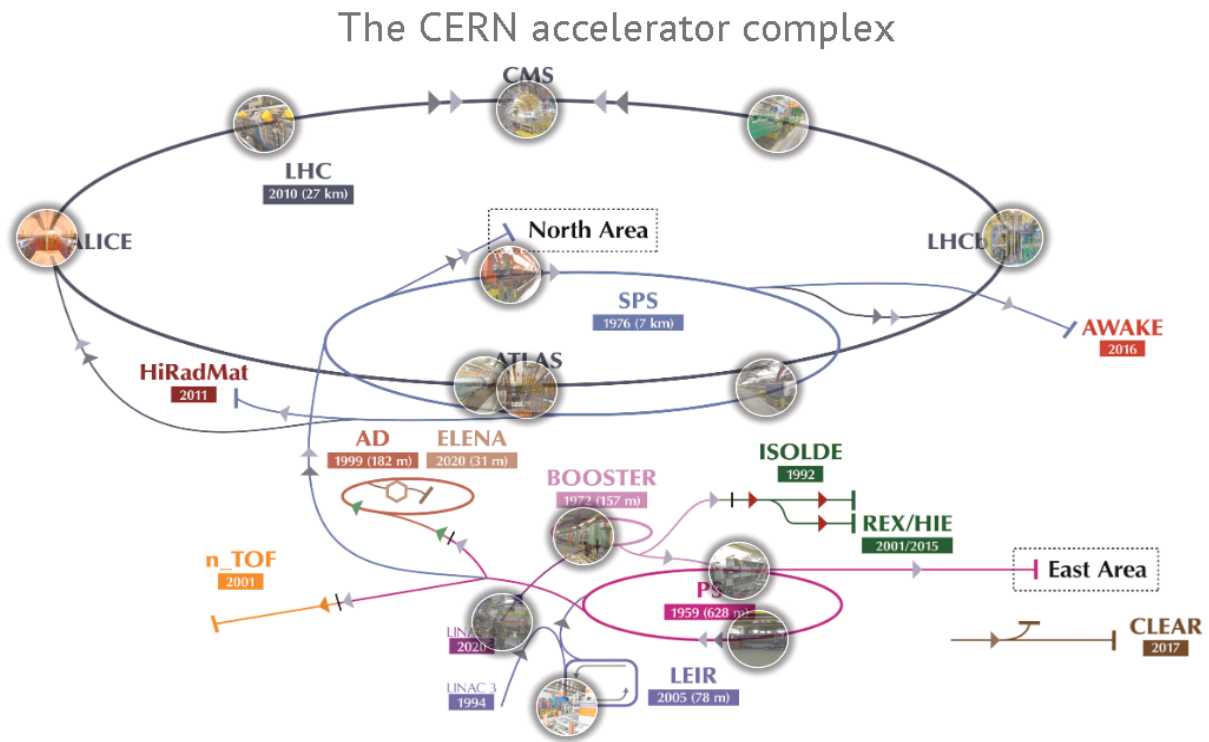 The CERN accelerator complex
CMS
LHC
2010 (27 km)
North Area
ALICE
LHCb
SPS
1976 (7 km)
AWAKE
2016
ATLAS
HiRadMat
2011
AD
1999 (182 m)
ELENA
2020 (31 m)
ISOLDE
1992
BOOSTER
1972 (157 m)
REX/HIE
2001/2015
n_TOF
2001
East Area
PS
1959 (628 m)
LINAC
2020
CLEAR
2017
LEIR
2005 (78 m)
LINAC 3
1994